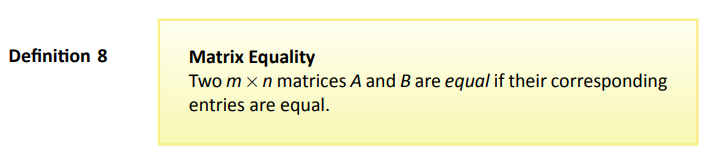 Definition 8
Matrix Equality
Two m × n matrices A and B are equal if their corresponding
entries are equal.